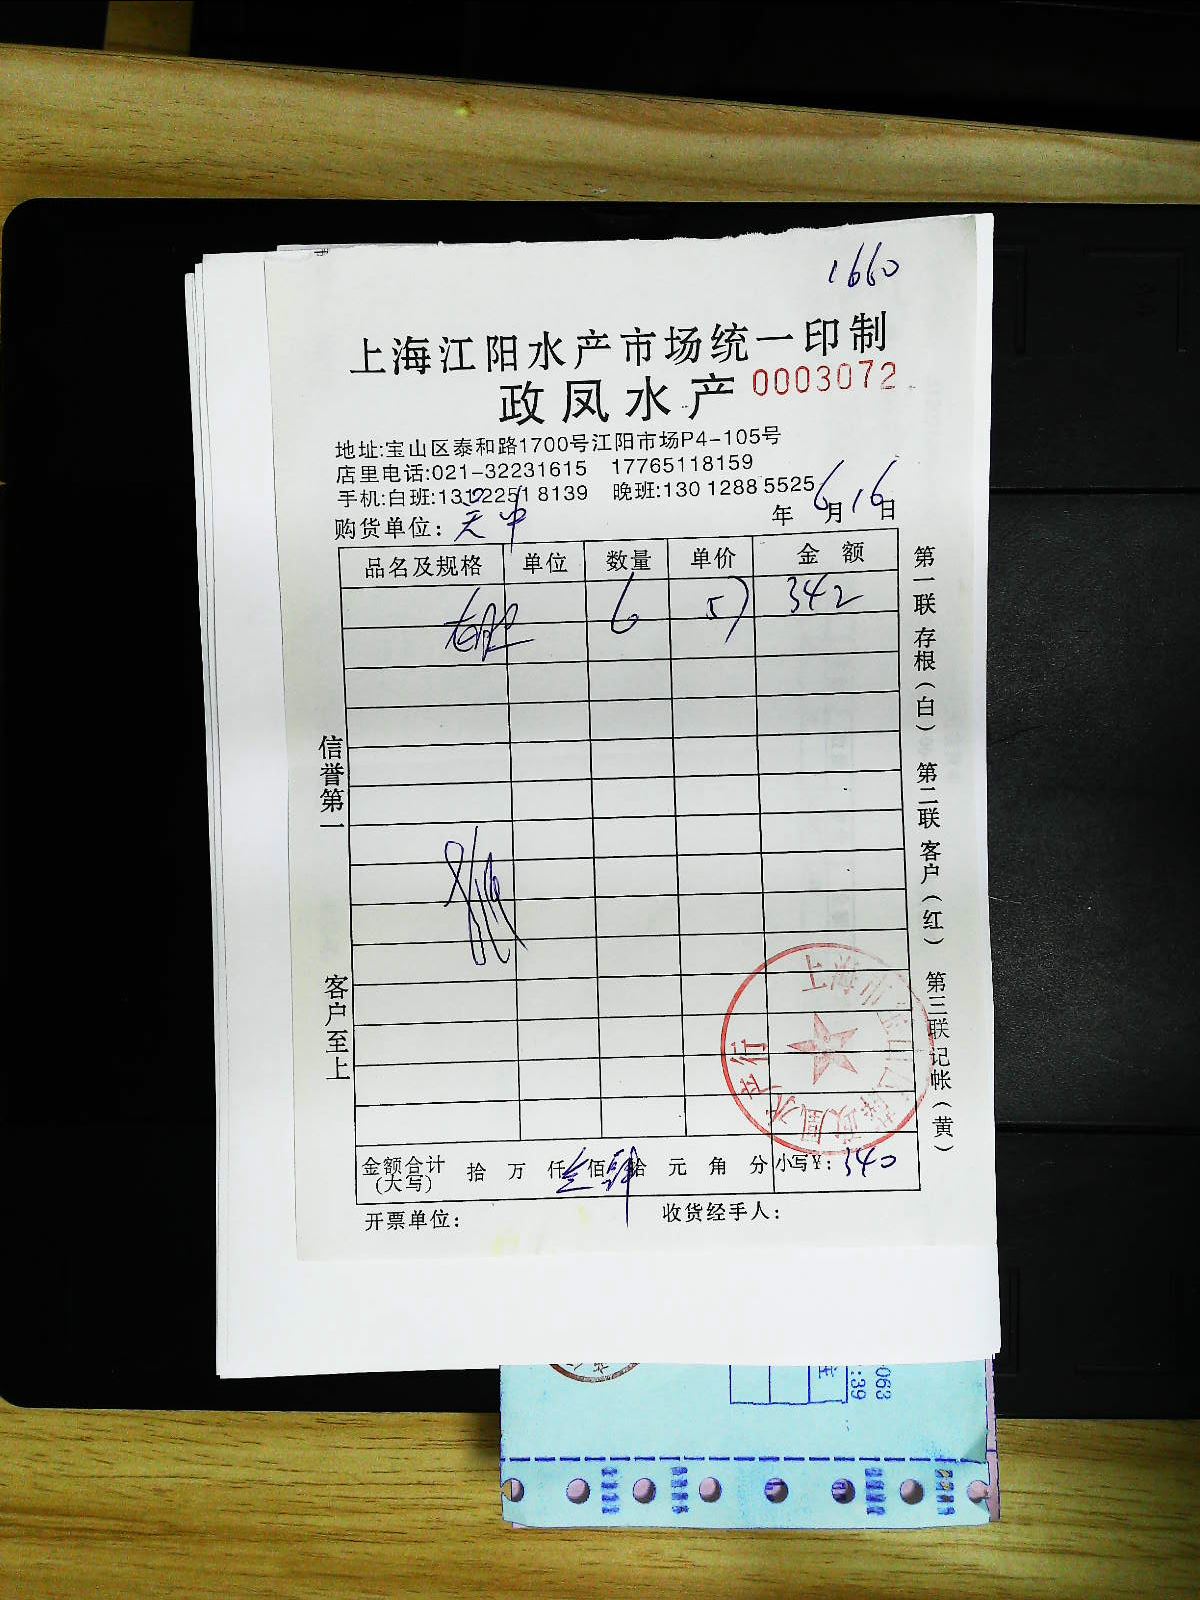 1660
上海江阳水产市场统一印制
政凤水产 0003072
地址:宝山区泰和路1700号江阳市场P4-105号
店里电话:021-32231615 17765118159
手机:白班:13122251 8139 晚班:130 1288 5525
购货单位: 年 6月16日
品名及规格 单位 数量 单价 金额
6 57 342
信誉第一
客户至上
第一联 存根(白) 第二联 客户(红) 第三联 记帐(黄)
金额合计 (大写) 拾 万 仟 佰 拾 元 角 分 小写¥: 340
开票单位: 收货经手人:
063
:39